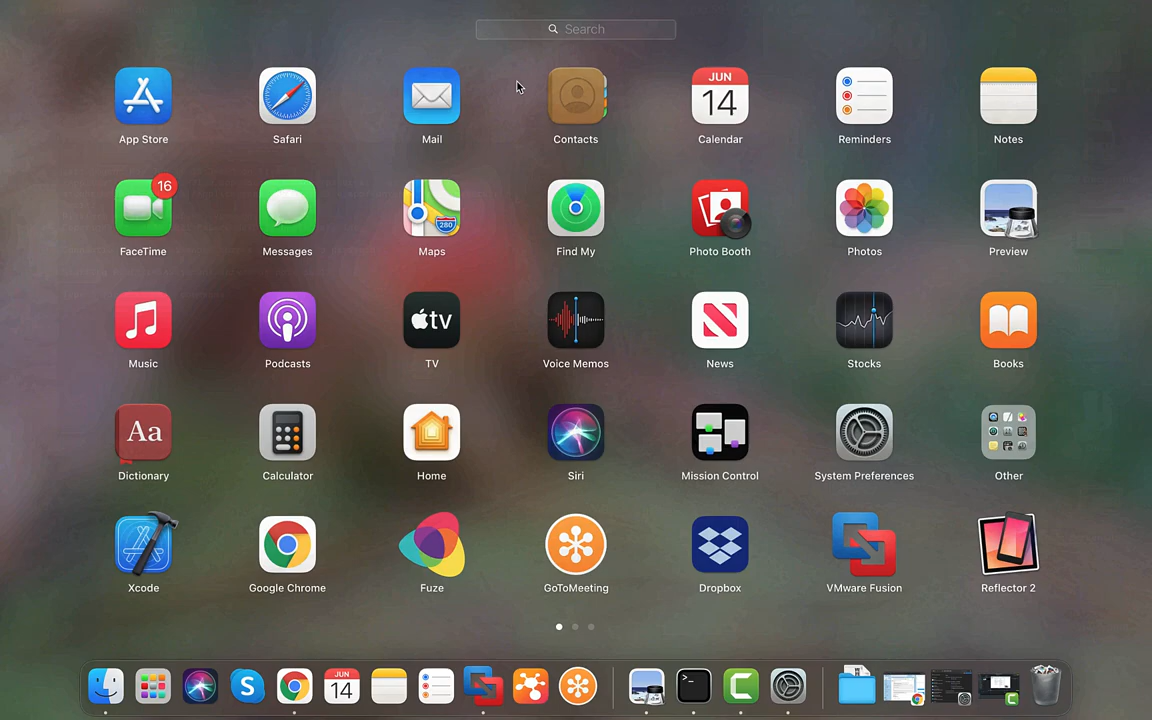 Search
App Store
Safari
Mail
Contacts
JUN
14
Calendar
Reminders
Notes
16
FaceTime
Messages
280
Maps
Find My
Photo Booth
Photos
Preview
Music
Podcasts
tv
TV
Voice Memos
News
Stocks
Books
Aa
Dictionary
Calculator
Home
Siri
Mission Control
System Preferences
Other
Xcode
Google Chrome
Fuze
GoToMeeting
Dropbox
VMware Fusion
Reflector 2
S
JUN
14
>_
C